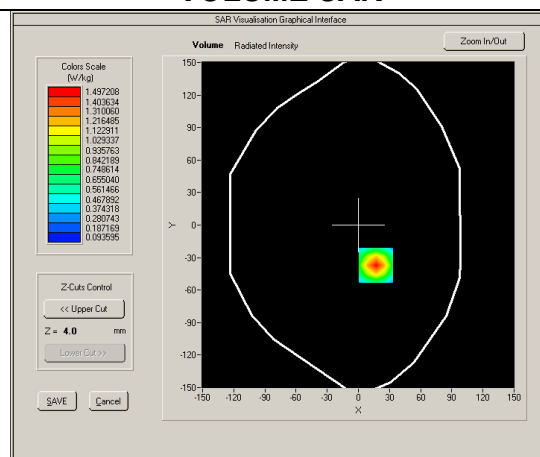 VOLUME SAR
SAR Visualisation Graphical Interface
Volume Radiated Intensity
Zoom In/Out
Colors Scale
(W/kg)
1.497208
1.403634
1.310060
1.216485
1.122911
1.029337
0.935763
0.842189
0.748614
0.655040
0.561466
0.467892
0.374318
0.280743
0.187169
0.093595
Z-Cuts Control
<< Upper Cut
Z = 4.0 mm
Lower Cut >>
SAVE
Cancel
150
120
90
60
30
0
-30
-60
-90
-120
-150
Y
-150 -120 -90 -60 -30 0 30 60 90 120 150
X